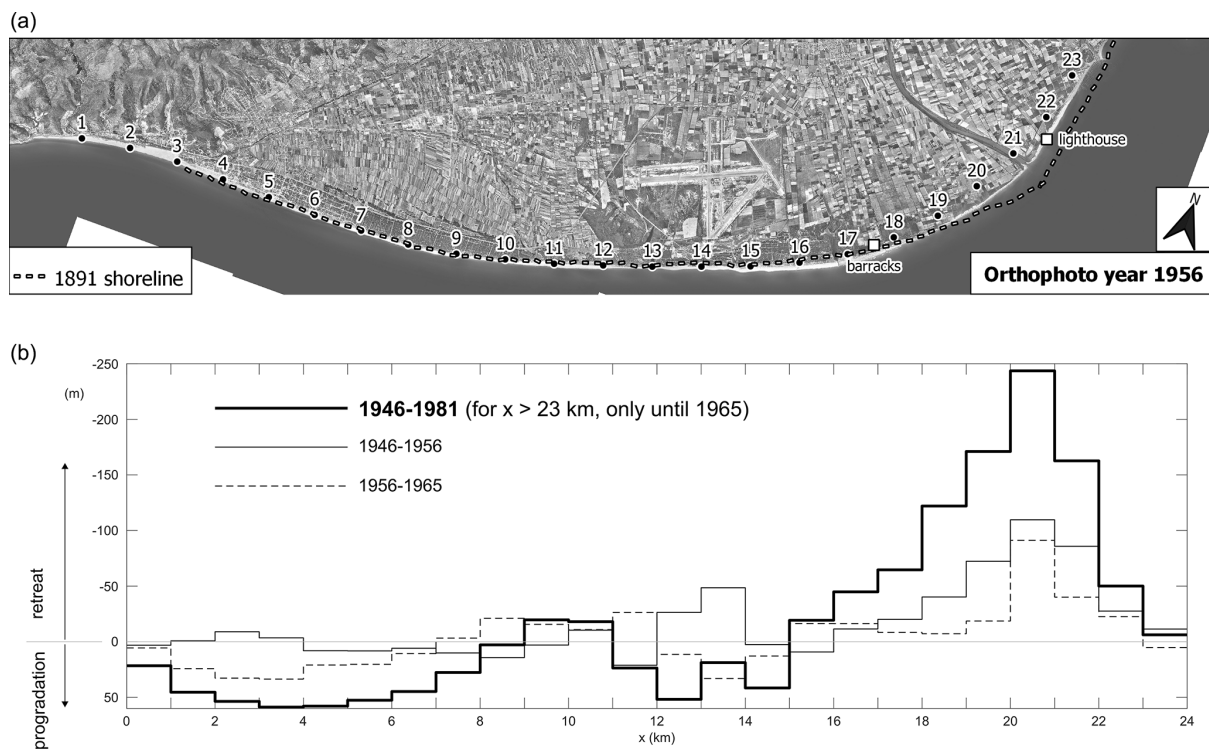 (a)
1
2
3
4
5
6
7
8
9
10
11
12
13
14
15
16
17
18
19
20
21
22
23
lighthouse
barracks
N
1891 shoreline
Orthophoto year 1956
(b)
-250
(m)
-200
-150
-100
-50
0
50
retreat
progradation
1946-1981 (for x > 23 km, only until 1965)
1946-1956
1956-1965
0 2 4 6 8 10 12 14 16 18 20 22 24
x (km)